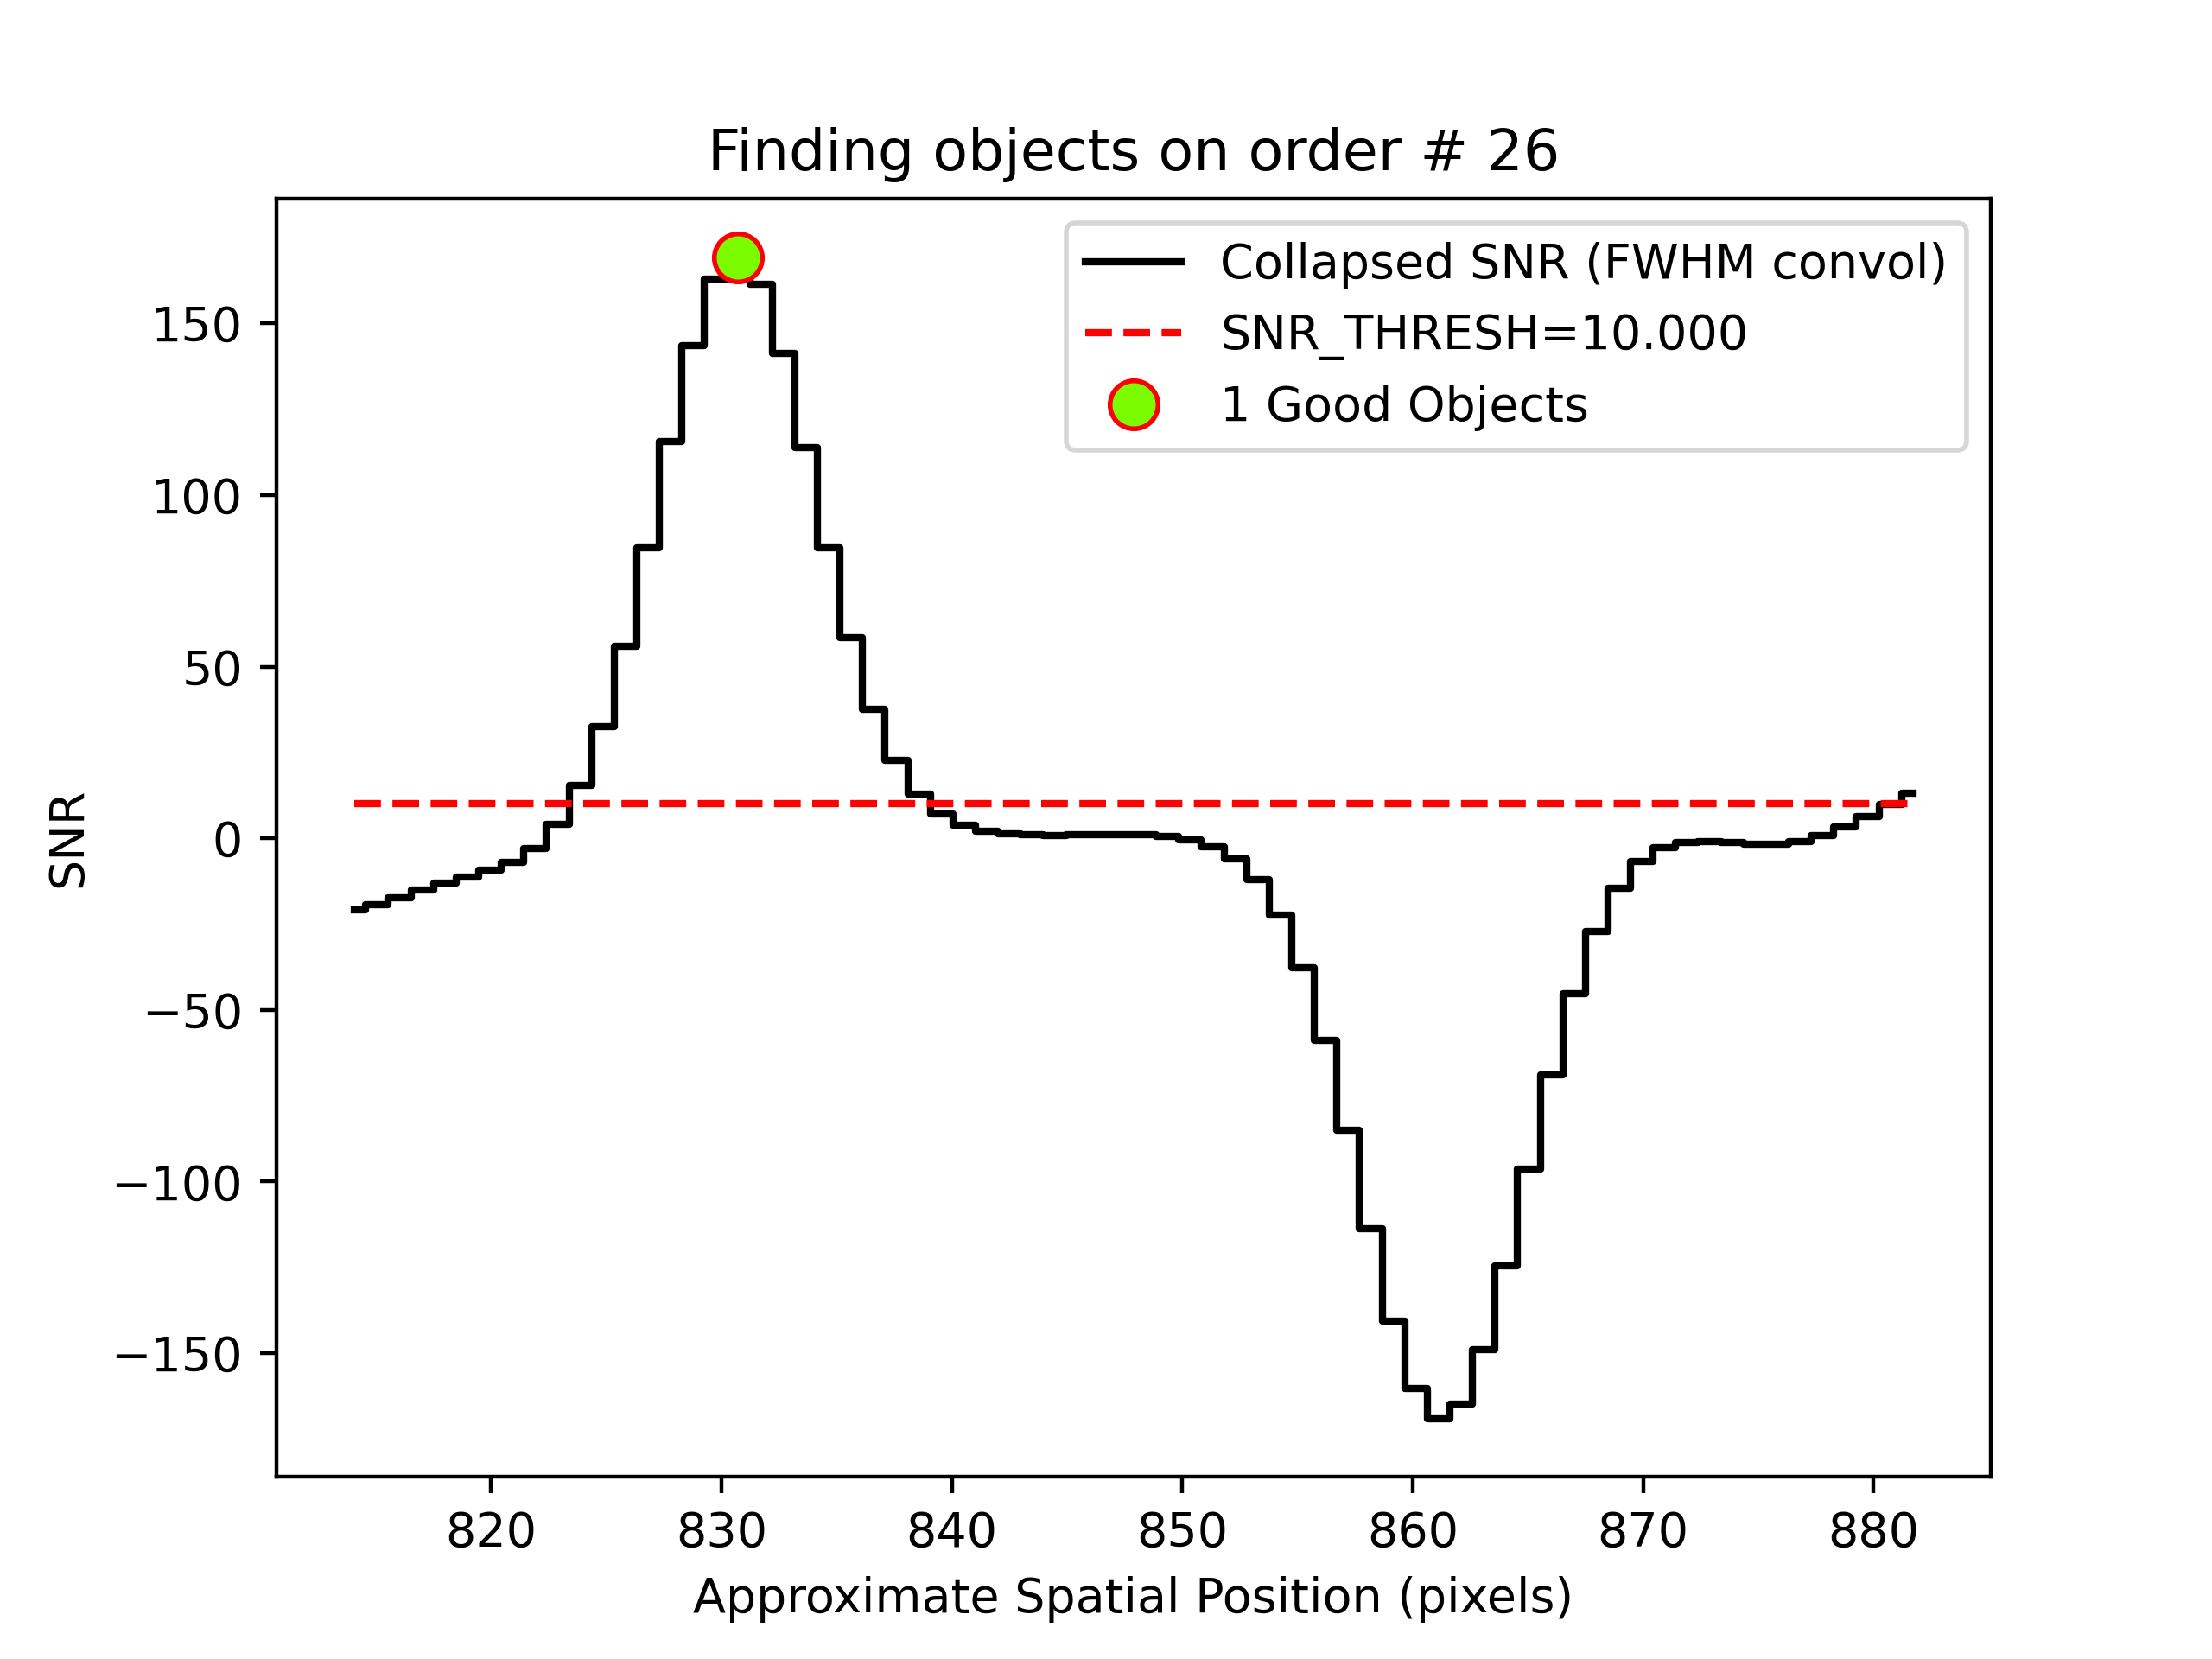 Finding objects on order # 26
Collapsed SNR (FWHM convol)
SNR_THRESH=10.000
1 Good Objects
150
100
50
0
−50
−100
−150
SNR
820 830 840 850 860 870 880
Approximate Spatial Position (pixels)